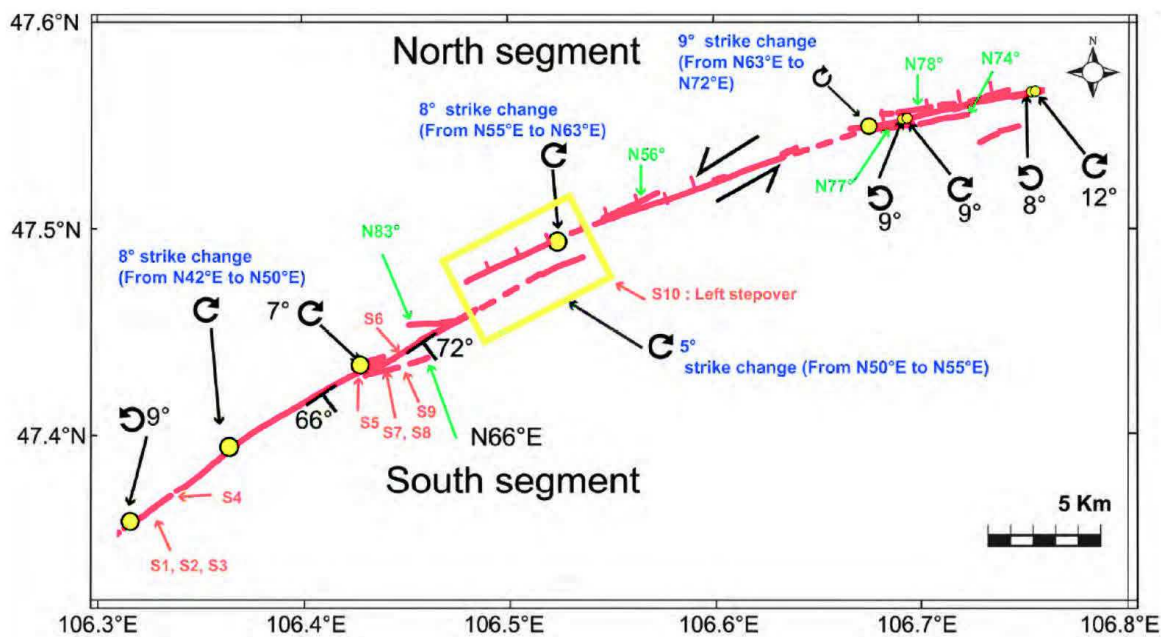 47.6°N
North segment
9° strike change
(From N63°E to
N72°E)
N78°
N74°
N
8° strike change
(From N55°E to N63°E)
N56°
N77°
9°
9°
8°
12°
47.5°N
N83°
8° strike change
(From N42°E to N50°E)
7°
S6
72°
S10 : Left stepover
5°
strike change (From N50°E to N55°E)
66°
S5
S9
S7, S8
N66°E
47.4°N
9°
South segment
S4
S1, S2, S3
5 Km
106.3°E
106.4°E
106.5°E
106.6°E
106.7°E
106.8°E